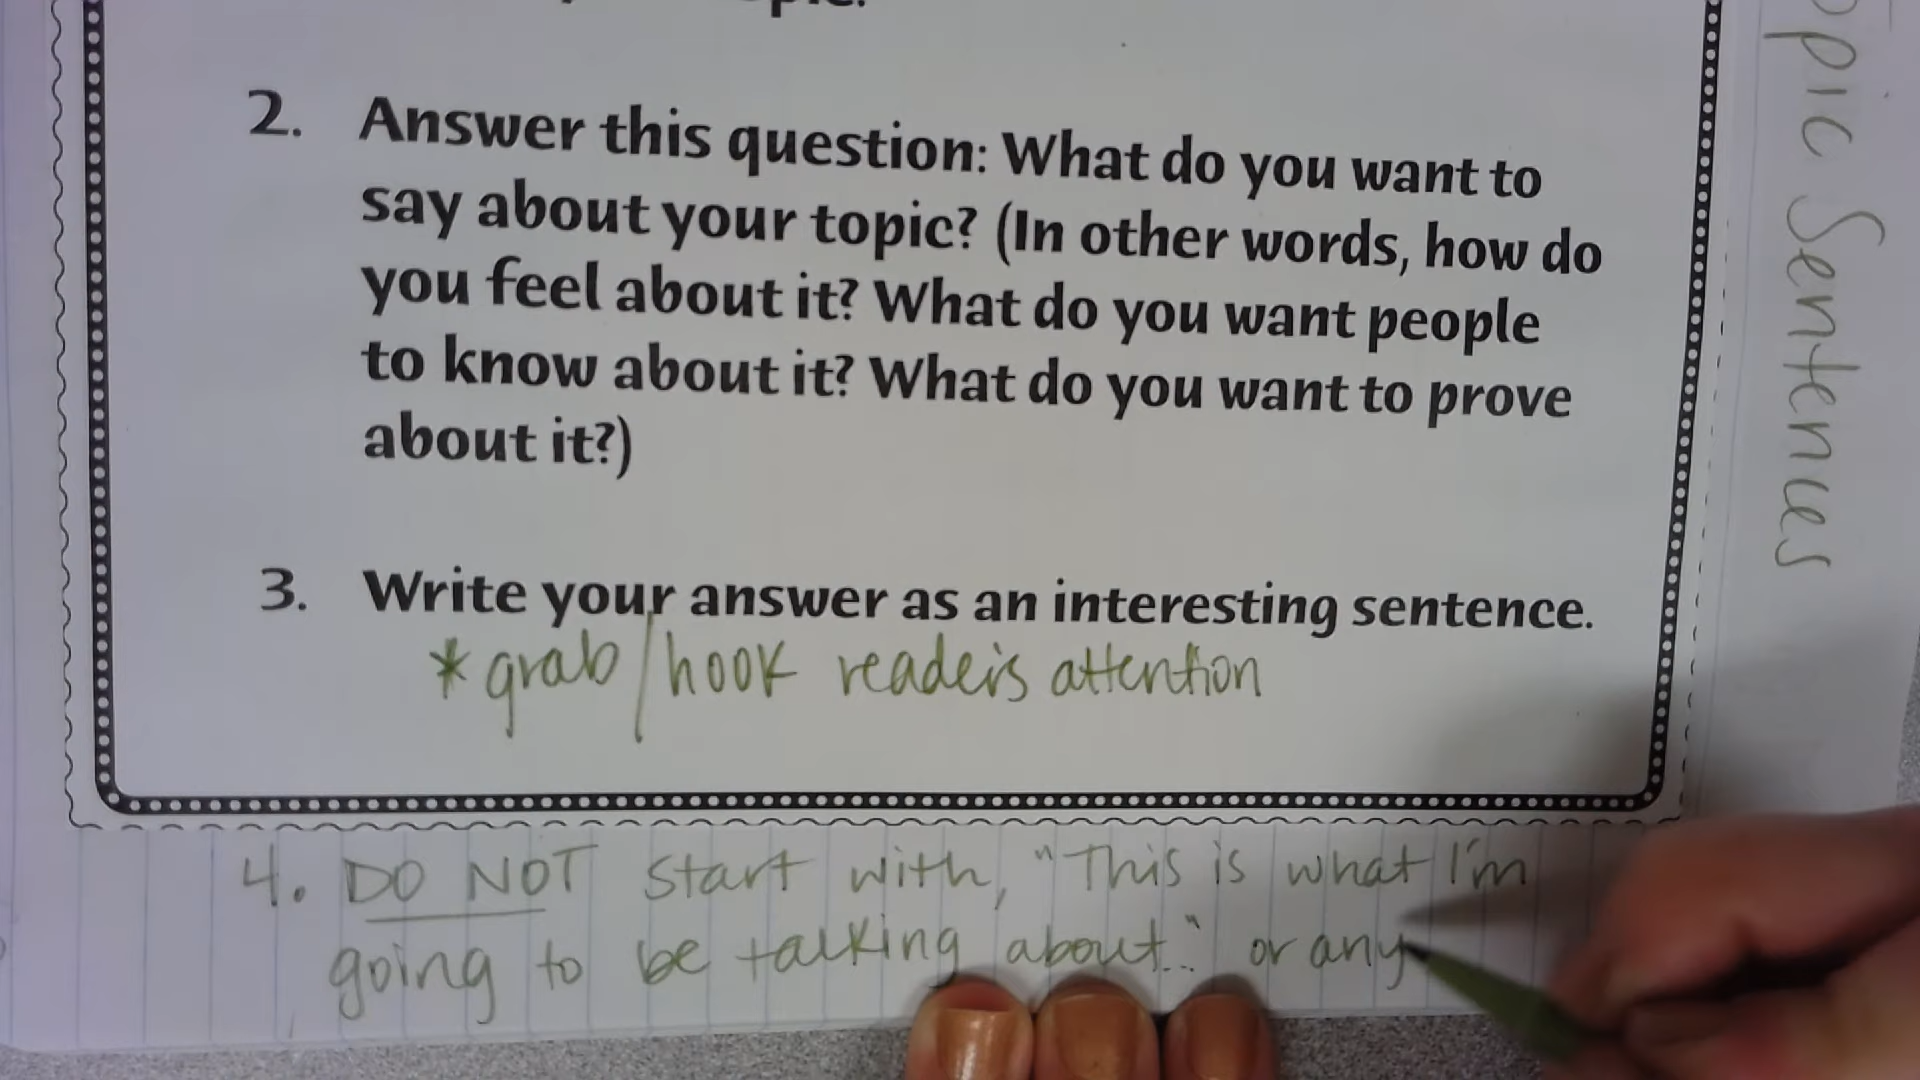 2. Answer this question: What do you want to
say about your topic? (In other words, how do
you feel about it? What do you want people
to know about it? What do you want to prove
about it?)
3. Write your answer as an interesting sentence.
*grab/hook reader's attention
4. DO NOT start with, "This is what I'm
going to be talking about..." or any
opic Sentences